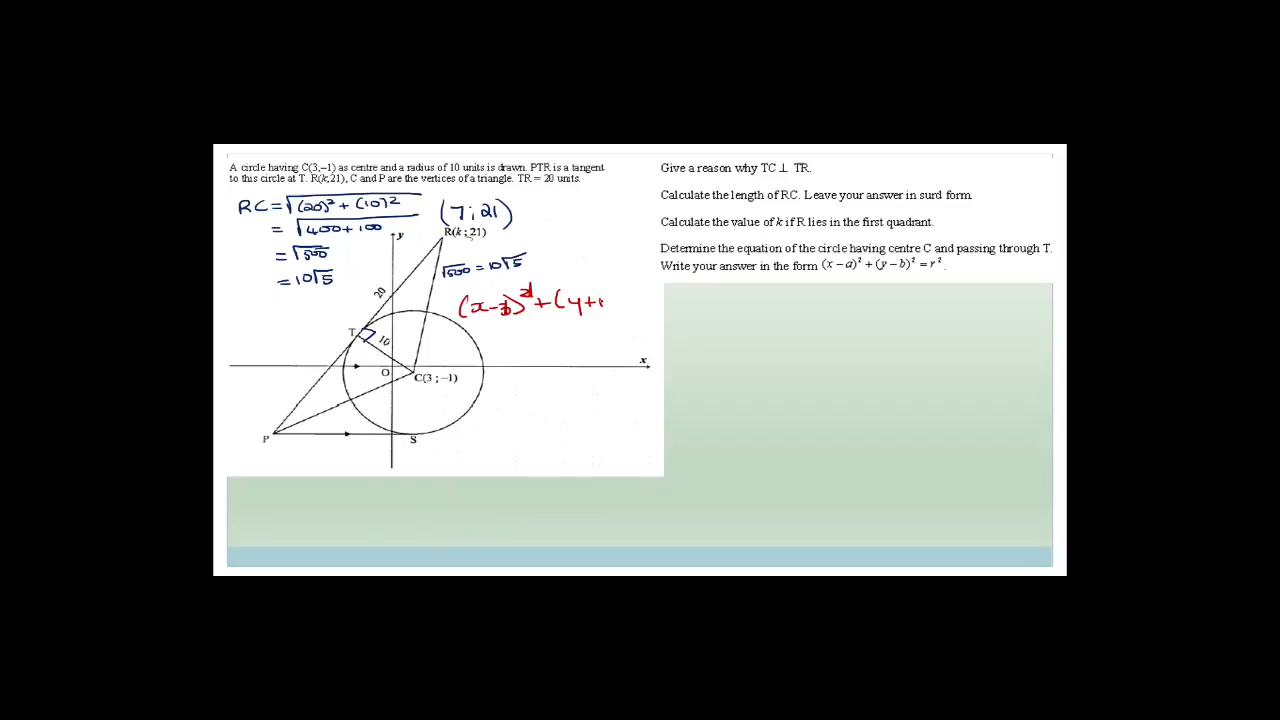 A circle having C(3;−1) as centre and a radius of 10 units is drawn. PTR is a tangent
to this circle at T. R(k;21), C and P are the vertices of a triangle. TR = 20 units.
RC = √(20)² + (10)²
= √400+100
= √500
= 10√5
(7;21)
R(k ; 21)
y
√500 = 10√5
20
(x−3)² + (y+
T
10
x
O
C(3 ; −1)
P
S
Give a reason why TC ⊥ TR.
Calculate the length of RC. Leave your answer in surd form.
Calculate the value of k if R lies in the first quadrant.
Determine the equation of the circle having centre C and passing through T.
Write your answer in the form (x − a)² + (y − b)² = r² .